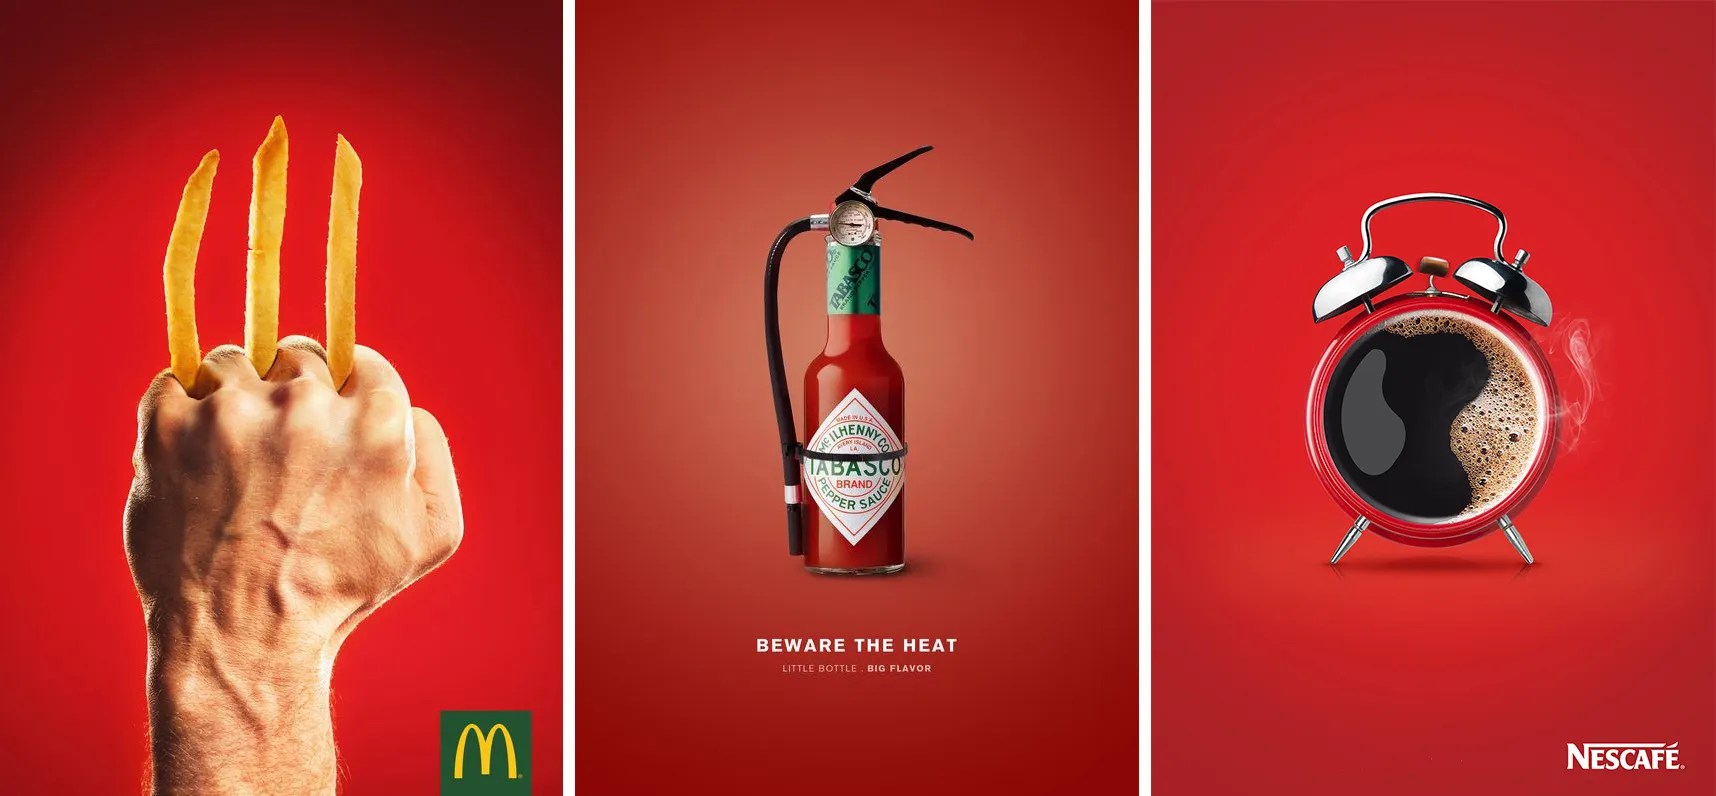 TABASCO
MADE IN U.S.A.
McILHENNY CO.
AVERY ISLAND
LA.
TABASCO
BRAND
PEPPER SAUCE
BEWARE THE HEAT
LITTLE BOTTLE . BIG FLAVOR
NESCAFÉ®